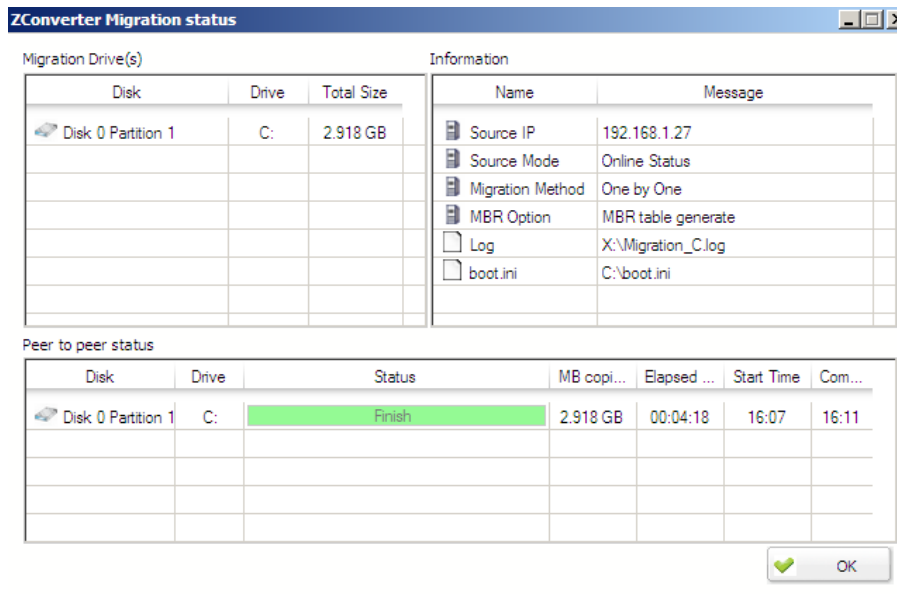 ZConverter Migration status
Migration Drive(s)
Disk Drive Total Size
Disk 0 Partition 1 C: 2.918 GB
Information
Name Message
Source IP 192.168.1.27
Source Mode Online Status
Migration Method One by One
MBR Option MBR table generate
Log X:\Migration_C.log
boot.ini C:\boot.ini
Peer to peer status
Disk Drive Status MB copi... Elapsed ... Start Time Com...
Disk 0 Partition 1 C: Finish 2.918 GB 00:04:18 16:07 16:11
OK